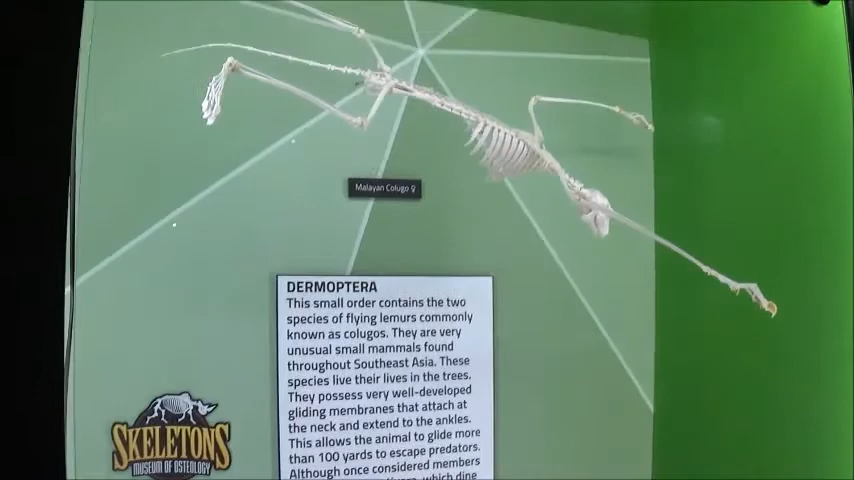 Malayan Colugo ♀
DERMOPTERA
This small order contains the two
species of flying lemurs commonly
known as colugos. They are very
unusual small mammals found
throughout Southeast Asia. These
species live their lives in the trees.
They possess very well-developed
gliding membranes that attach at
the neck and extend to the ankles.
This allows the animal to glide more
than 100 yards to escape predators.
Although once considered members
which dine
SKELETONS
MUSEUM OF OSTEOLOGY